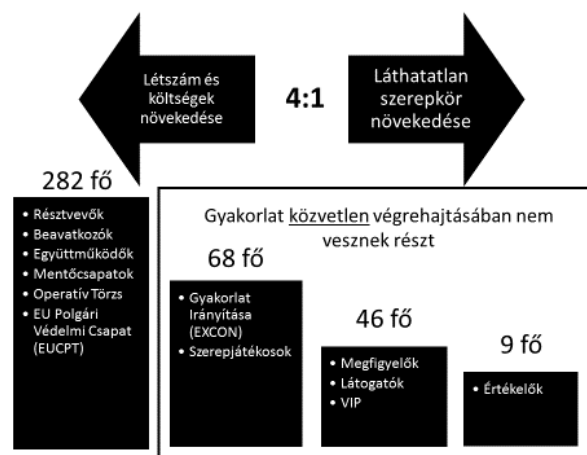 Létszám és
költségek
növekedése
4:1
Láthatatlan
szerepkör
növekedése
282 fő
• Résztvevők
• Beavatkozók
• Együttműködők
• Mentőcsapatok
• Operatív Törzs
• EU Polgári
Védelmi Csapat
(EUCPT)
Gyakorlat közvetlen végrehajtásában nem
vesznek részt
68 fő
• Gyakorlat
Irányítása
(EXCON)
• Szerepjátékosok
46 fő
• Megfigyelők
• Látogatók
• VIP
9 fő
• Értékelők